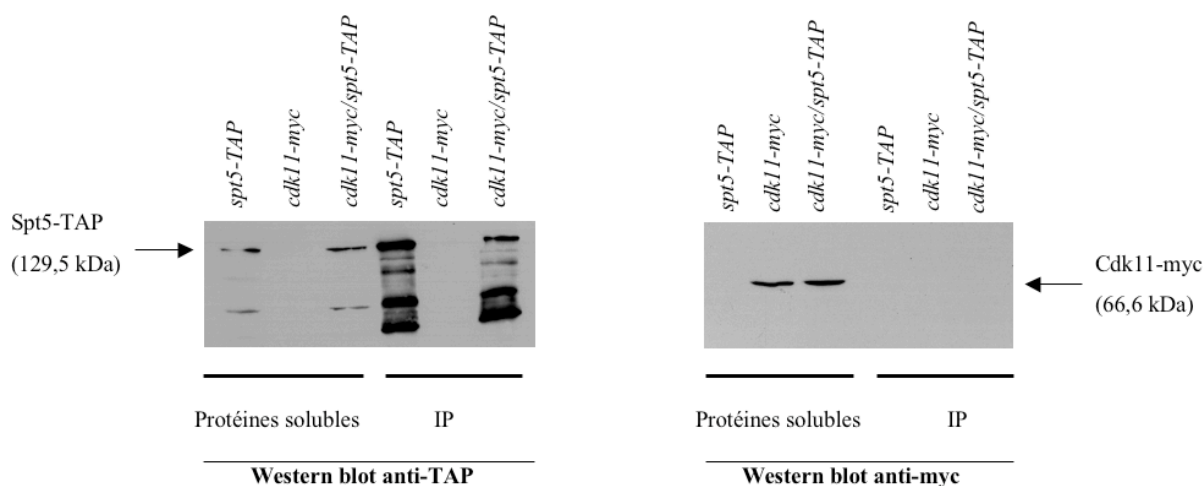 spt5-TAP
cdk11-myc
cdk11-myc/spt5-TAP
spt5-TAP
cdk11-myc
cdk11-myc/spt5-TAP
spt5-TAP
cdk11-myc
cdk11-myc/spt5-TAP
spt5-TAP
cdk11-myc
cdk11-myc/spt5-TAP
Spt5-TAP
(129,5 kDa)
Cdk11-myc
(66,6 kDa)
Protéines solubles
IP
Protéines solubles
IP
Western blot anti-TAP
Western blot anti-myc